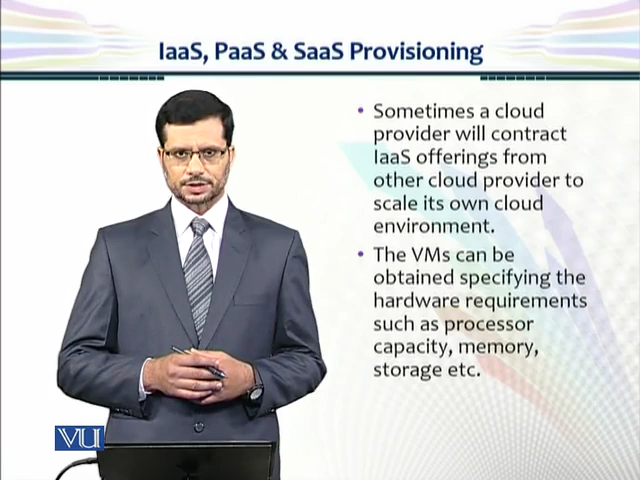 IaaS, PaaS & SaaS Provisioning
• Sometimes a cloud
provider will contract
IaaS offerings from
other cloud provider to
scale its own cloud
environment.
• The VMs can be
obtained specifying the
hardware requirements
such as processor
capacity, memory,
storage etc.
VU